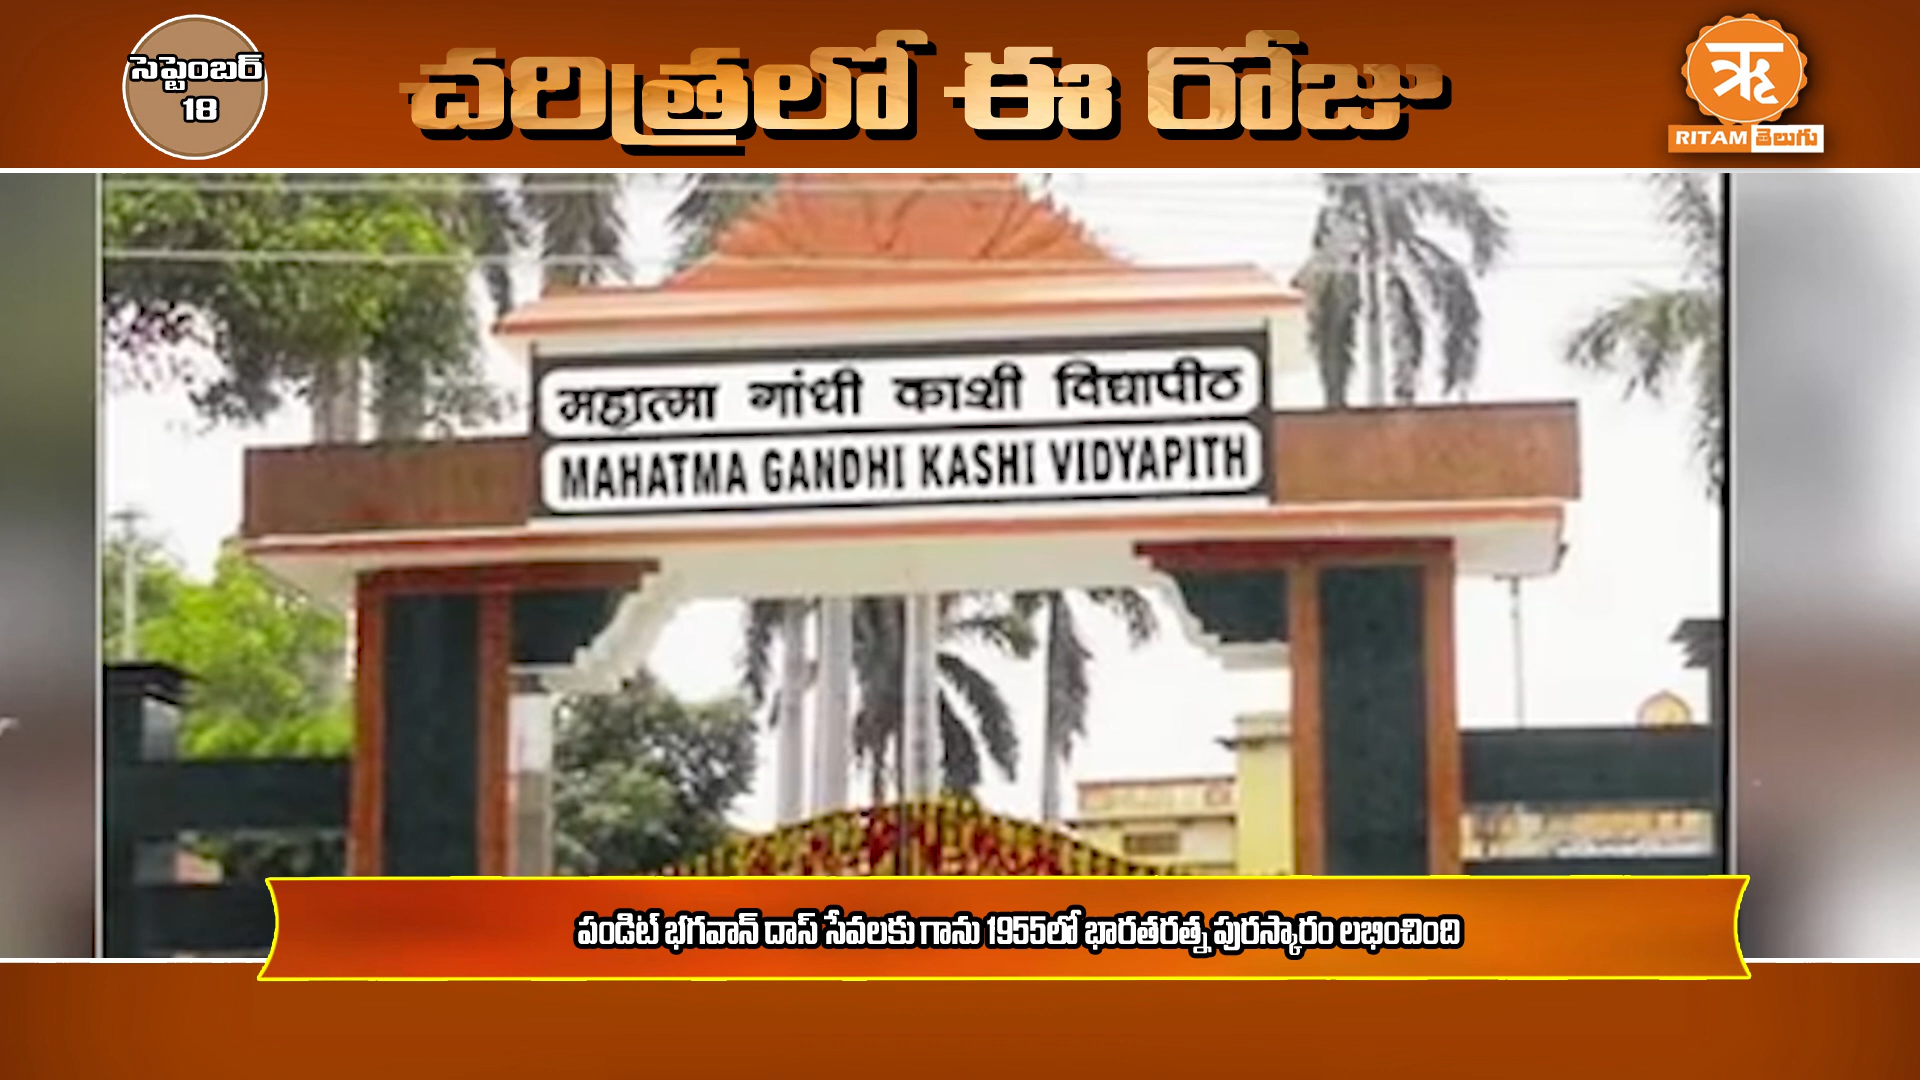 సెప్టెంబర్
18
చరిత్రలో ఈ రోజు
ఋ
RITAM తెలుగు
महात्मा गांधी काशी विद्यापीठ
MAHATMA GANDHI KASHI VIDYAPITH
పండిట్ భగవాన్ దాస్ సేవలకు గాను 1955లో భారతరత్న పురస్కారం లభించింది